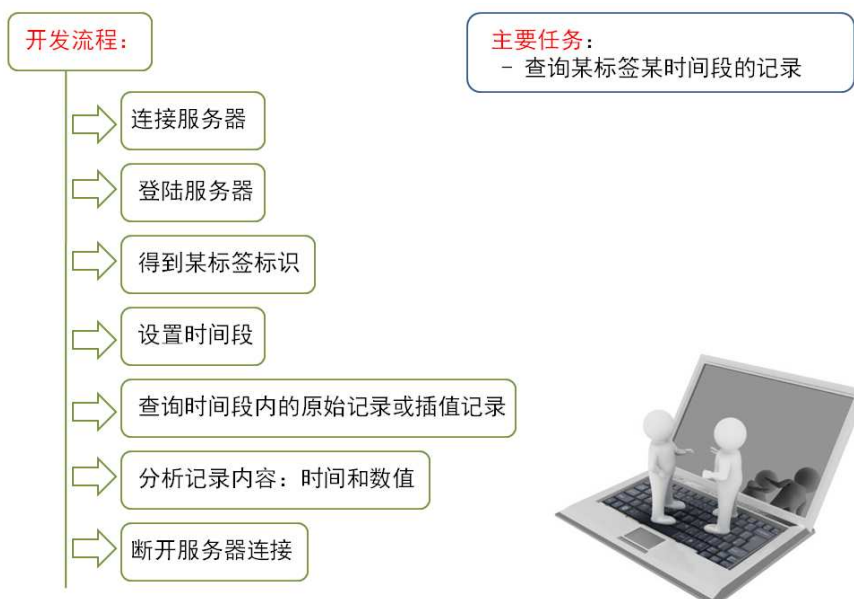 开发流程：
主要任务：
- 查询某标签某时间段的记录
连接服务器
登陆服务器
得到某标签标识
设置时间段
查询时间段内的原始记录或插值记录
分析记录内容：时间和数值
断开服务器连接